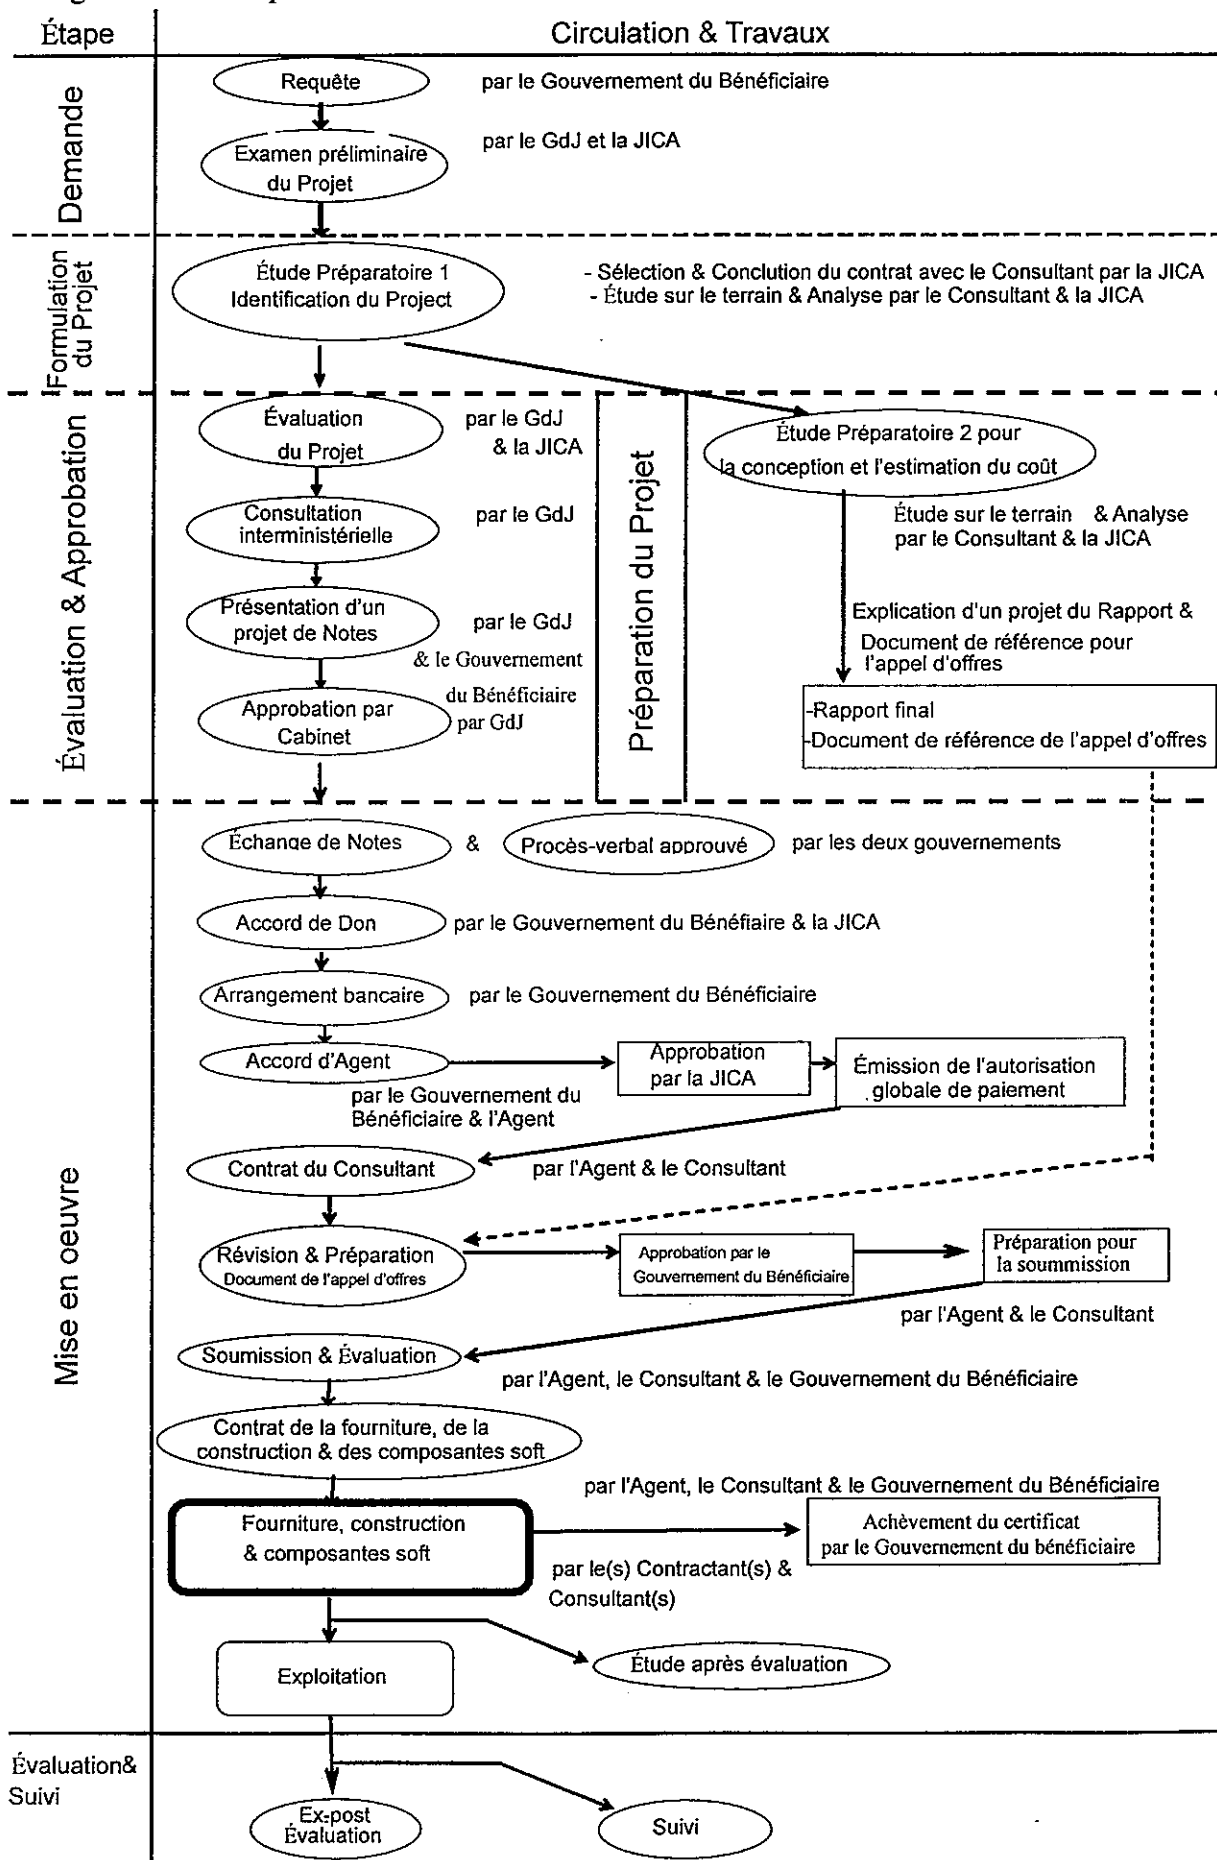 Étape
Circulation & Travaux
Demande
Requête
par le Gouvernement du Bénéficiaire
Examen préliminaire
du Projet
par le GdJ et la JICA
Formulation
du Projet
Étude Préparatoire 1
Identification du Project
- Sélection & Conclution du contrat avec le Consultant par la JICA
- Étude sur le terrain & Analyse par le Consultant & la JICA
Évaluation & Approbation
Évaluation
du Projet
par le GdJ
& la JICA
Consultation
interministérielle
par le GdJ
Présentation d'un
projet de Notes
par le GdJ
& le Gouvernement
du Bénéficiaire
Approbation par
Cabinet
par GdJ
Préparation du Projet
Étude Préparatoire 2 pour
la conception et l'estimation du coût
Étude sur le terrain & Analyse
par le Consultant & la JICA
Explication d'un projet du Rapport &
Document de référence pour
l'appel d'offres
-Rapport final
-Document de référence de l'appel d'offres
Mise en oeuvre
Échange de Notes
&
Procès-verbal approuvé
par les deux gouvernements
Accord de Don
par le Gouvernement du Bénéfiaire & la JICA
Arrangement bancaire
par le Gouvernement du Bénéficiaire
Accord d'Agent
par le Gouvernement du
Bénéficiaire & l'Agent
Approbation
par la JICA
Émission de l'autorisation
globale de paiement
Contrat du Consultant
par l'Agent & le Consultant
Révision & Préparation
Document de l'appel d'offres
Approbation par le
Gouvernement du Bénéficiaire
Préparation pour
la soummission
par l'Agent & le Consultant
Soumission & Évaluation
par l'Agent, le Consultant & le Gouvernement du Bénéficiaire
Contrat de la fourniture, de la
construction & des composantes soft
par l'Agent, le Consultant & le Gouvernement du Bénéficiaire
Fourniture, construction
& composantes soft
par le(s) Contractant(s) &
Consultant(s)
Achèvement du certificat
par le Gouvernement du bénéficiaire
Exploitation
Étude après évaluation
Évaluation&
Suivi
Ex-post
Évaluation
Suivi